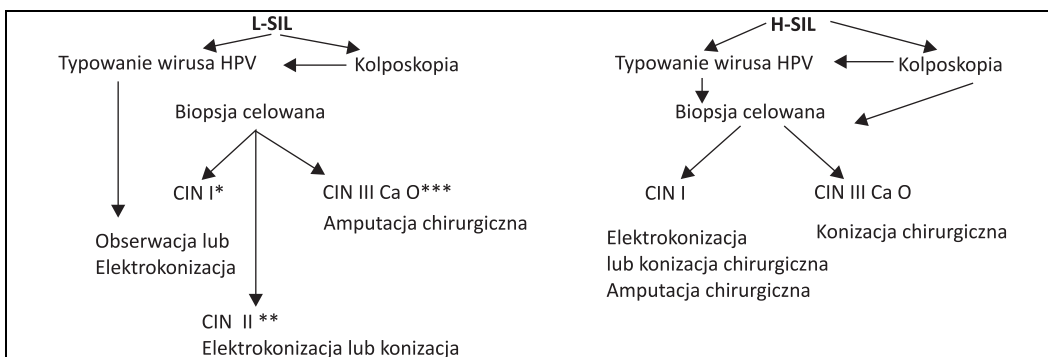 L-SIL
Typowanie wirusa HPV
Kolposkopia
Biopsja celowana
CIN I*
CIN III Ca O***
Amputacja chirurgiczna
Obserwacja lub
Elektrokonizacja
CIN II **
Elektrokonizacja lub konizacja
H-SIL
Typowanie wirusa HPV
Kolposkopia
Biopsja celowana
CIN I
CIN III Ca O
Elektrokonizacja
lub konizacja chirurgiczna
Amputacja chirurgiczna
Konizacja chirurgiczna